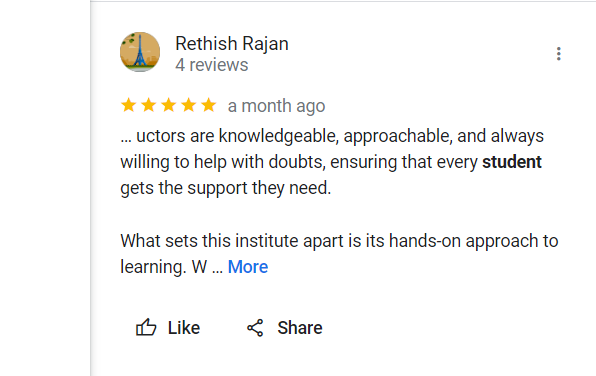 Rethish Rajan
4 reviews
a month ago
... uctors are knowledgeable, approachable, and always
willing to help with doubts, ensuring that every student
gets the support they need.
What sets this institute apart is its hands-on approach to
learning. W ... More
Like Share